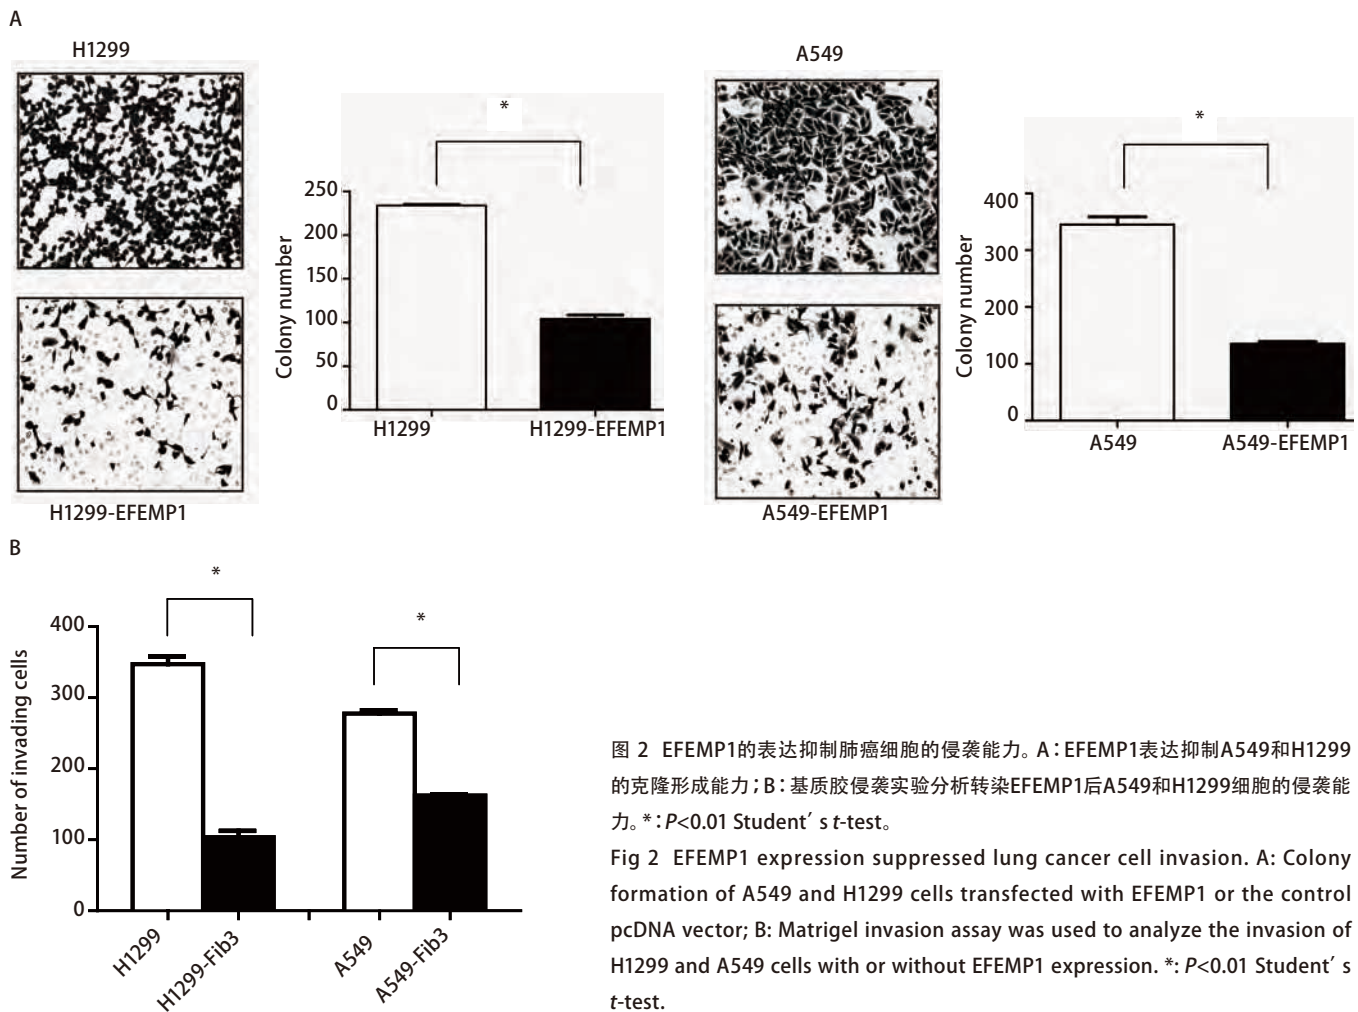 A
H1299
H1299-EFEMP1
*
Colony number
250
200
150
100
50
0
H1299
H1299-EFEMP1
A549
A549-EFEMP1
*
Colony number
400
300
200
100
0
A549
A549-EFEMP1
B
*
*
Number of invading cells
400
300
200
100
0
H1299
H1299-Fib3
A549
A549-Fib3
图 2 EFEMP1的表达抑制肺癌细胞的侵袭能力。A：EFEMP1表达抑制A549和H1299
的克隆形成能力；B：基质胶侵袭实验分析转染EFEMP1后A549和H1299细胞的侵袭能
力。*：P<0.01 Student′ s t-test。
Fig 2 EFEMP1 expression suppressed lung cancer cell invasion. A: Colony
formation of A549 and H1299 cells transfected with EFEMP1 or the control
pcDNA vector; B: Matrigel invasion assay was used to analyze the invasion of
H1299 and A549 cells with or without EFEMP1 expression. *: P<0.01 Student′ s
t-test.